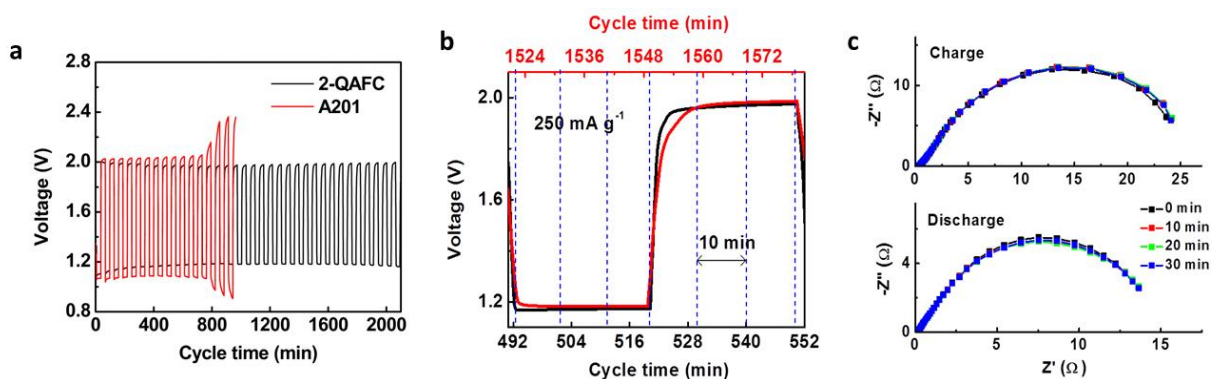 a
2.8
2.4
2.0
1.6
1.2
0.8
Voltage (V)
2-QAFC
A201
0 400 800 1200 1600 2000
Cycle time (min)
b
Cycle time (min)
1524 1536 1548 1560 1572
2.0
1.6
1.2
Voltage (V)
250 mA g⁻¹
10 min
492 504 516 528 540 552
Cycle time (min)
c
Charge
10
0
-Z'' (Ω)
0 5 10 15 20 25
Discharge
0 min
10 min
20 min
30 min
4
0
-Z'' (Ω)
0 5 10 15
Z' (Ω)